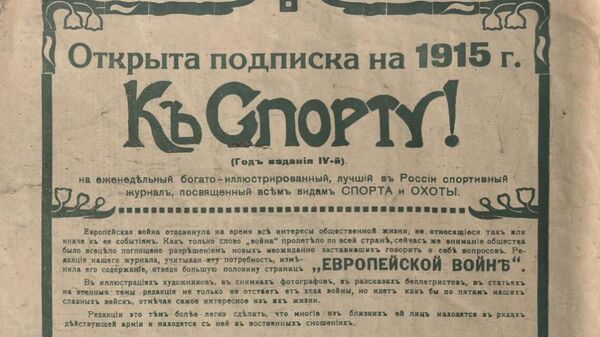 Открыта подписка на 1915 г.
Къ Спорту!
(Годъ изданія IV-й).
на еженедѣльный богато-иллюстрированный, лучшій въ Россіи спортивный
журналъ, посвященный всѣмъ видамъ СПОРТА и ОХОТЫ.
Европейская война отодвинула на время всѣ интересы общественной жизни, не относящіеся такъ или
иначе къ ея событіямъ. Какъ только слово „война" пролетѣло по всей странѣ, сейчасъ же вниманіе общества
было всецѣло поглощено разрѣшеніемъ новыхъ неожиданно заставившихъ говорить о себѣ вопросовъ. Ре-
дакція нашего журнала, учитывая эту потребность, измѣ-
нила его содержаніе, отведя большую половину страницъ „ЕВРОПЕЙСКОЙ ВОЙНѢ".
Въ иллюстраціяхъ художниковъ, въ снимкахъ фотографовъ, въ разсказахъ беллетристовъ, въ статьяхъ
на военныя темы редакція не только не отстаетъ отъ хода войны, но идетъ какъ бы по пятамъ нашихъ
славныхъ войскъ, отмѣчая самое интересное изъ ихъ жизни.
Редакціи это тѣмъ болѣе легко сдѣлать, что многіе изъ близкихъ ей лицъ находятся въ рядахъ
дѣйствующей арміи и находятся съ ней въ постоянныхъ сношеніяхъ.